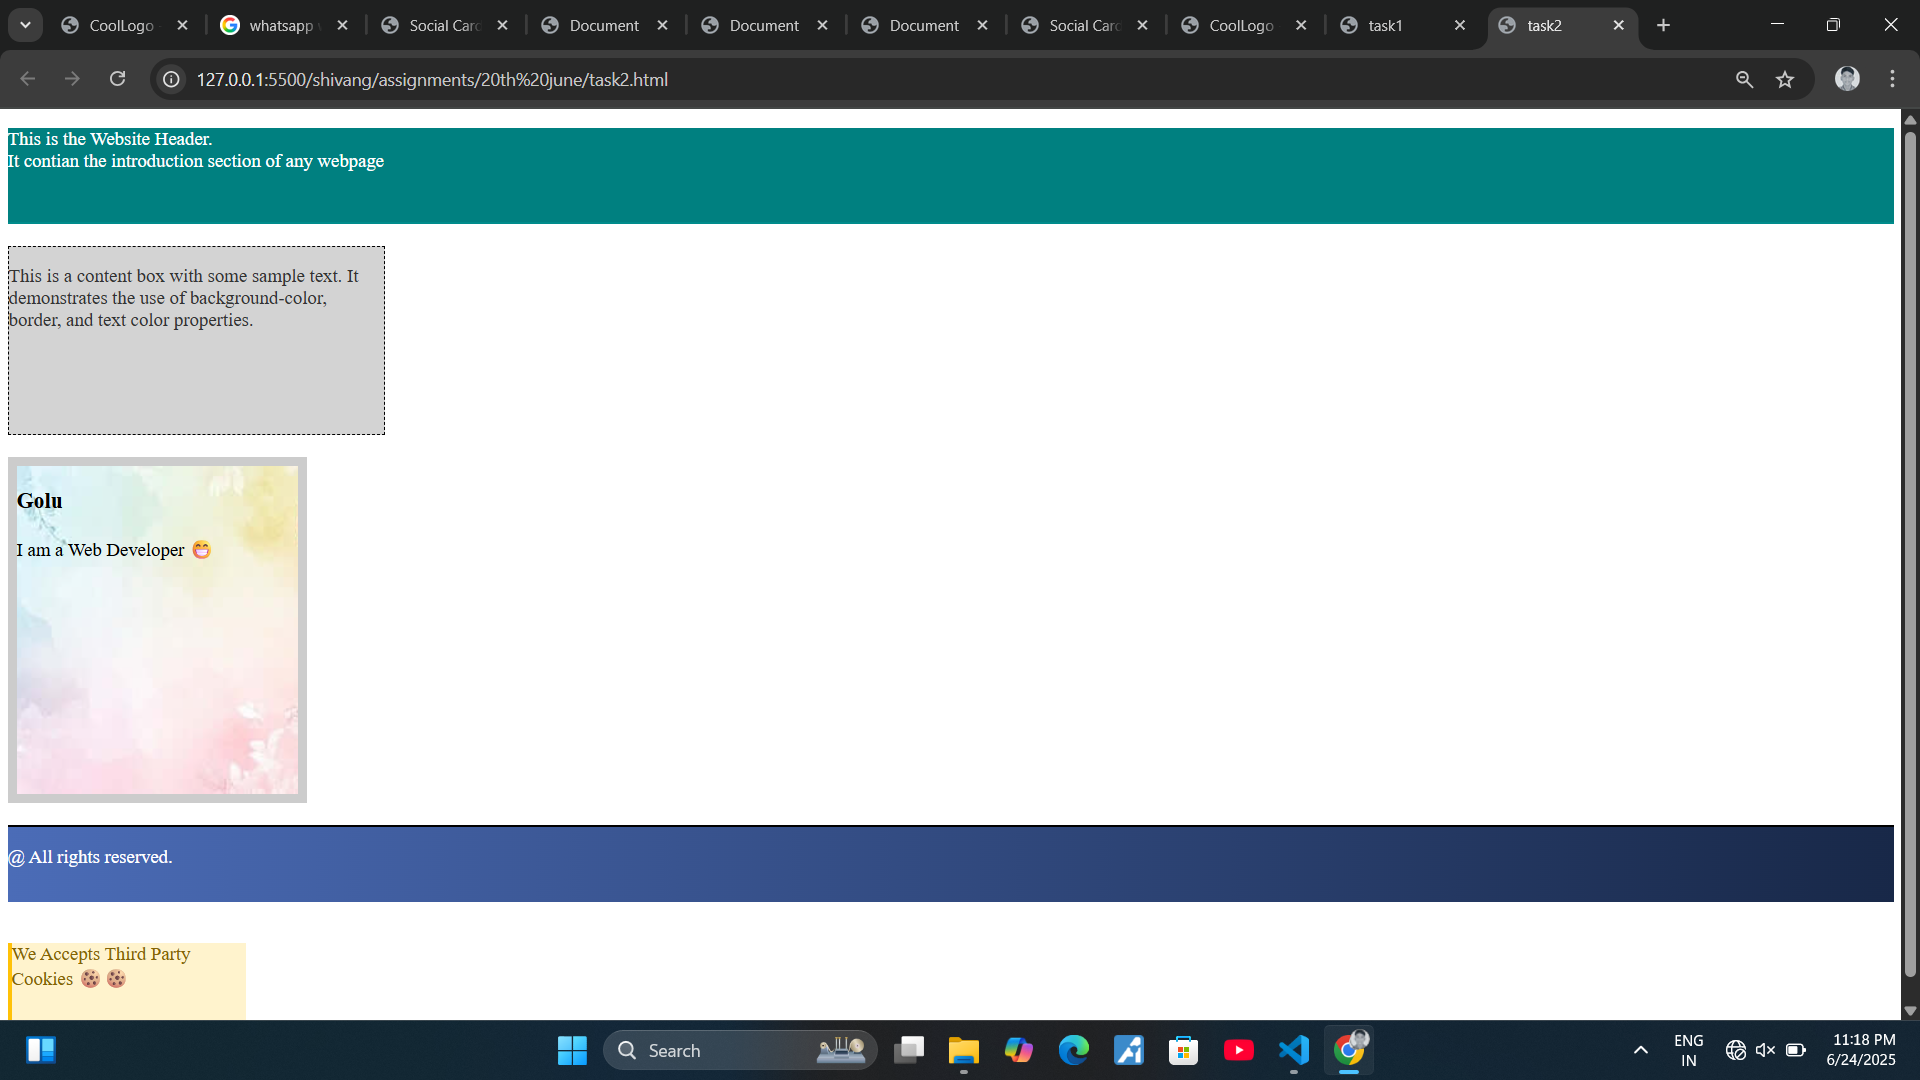 CoolLogo
whatsapp
Social Card
Document
Document
Document
Social Card
CoolLogo
task1
task2
127.0.0.1:5500/shivang/assignments/20th%20june/task2.html
This is the Website Header.
It contian the introduction section of any webpage
This is a content box with some sample text. It
demonstrates the use of background-color,
border, and text color properties.
Golu
I am a Web Developer 😁
@ All rights reserved.
We Accepts Third Party
Cookies 🍪 🍪
Search
ENG
IN
11:18 PM
6/24/2025